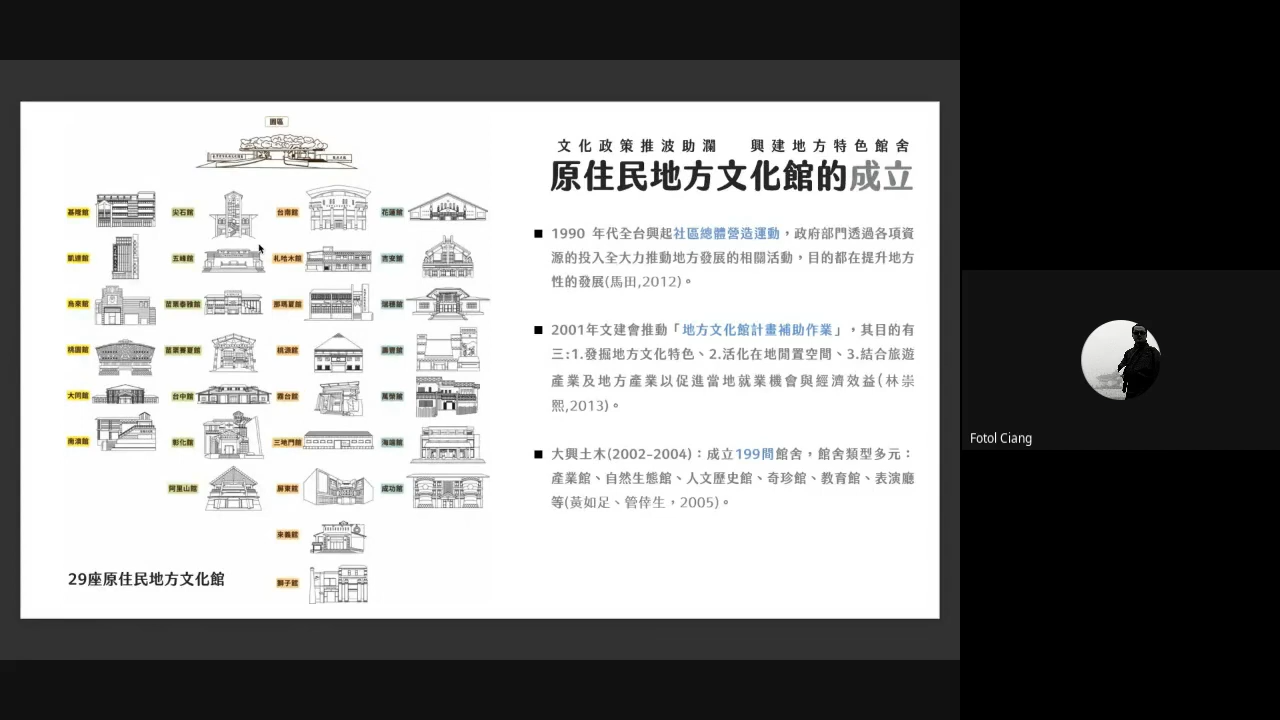 園區
基隆館
尖石館
台南館
花蓮館
凱達館
五峰館
札哈木館
吉安館
烏來館
苗栗泰雅館
那瑪夏館
瑞穗館
桃園館
苗栗賽夏館
桃源館
壽豐館
大同館
台中館
霧台館
萬榮館
南澳館
彰化館
三地門館
海端館
阿里山館
屏東館
成功館
來義館
獅子館
29座原住民地方文化館
文化政策推波助瀾 興建地方特色館舍
原住民地方文化館的成立
■ 1990 年代全台興起社區總體營造運動，政府部門透過各項資
源的投入全大力推動地方發展的相關活動，目的都在提升地方
性的發展(馬田,2012)。
■ 2001年文建會推動「地方文化館計畫補助作業」，其目的有
三:1.發掘地方文化特色、2.活化在地閒置空間、3.結合旅遊
產業及地方產業以促進當地就業機會與經濟效益(林崇
熙,2013)。
■ 大興土木(2002-2004)：成立199間館舍，館舍類型多元：
產業館、自然生態館、人文歷史館、奇珍館、教育館、表演廳
等(黃如足、管倖生，2005)。
Fotol Ciang